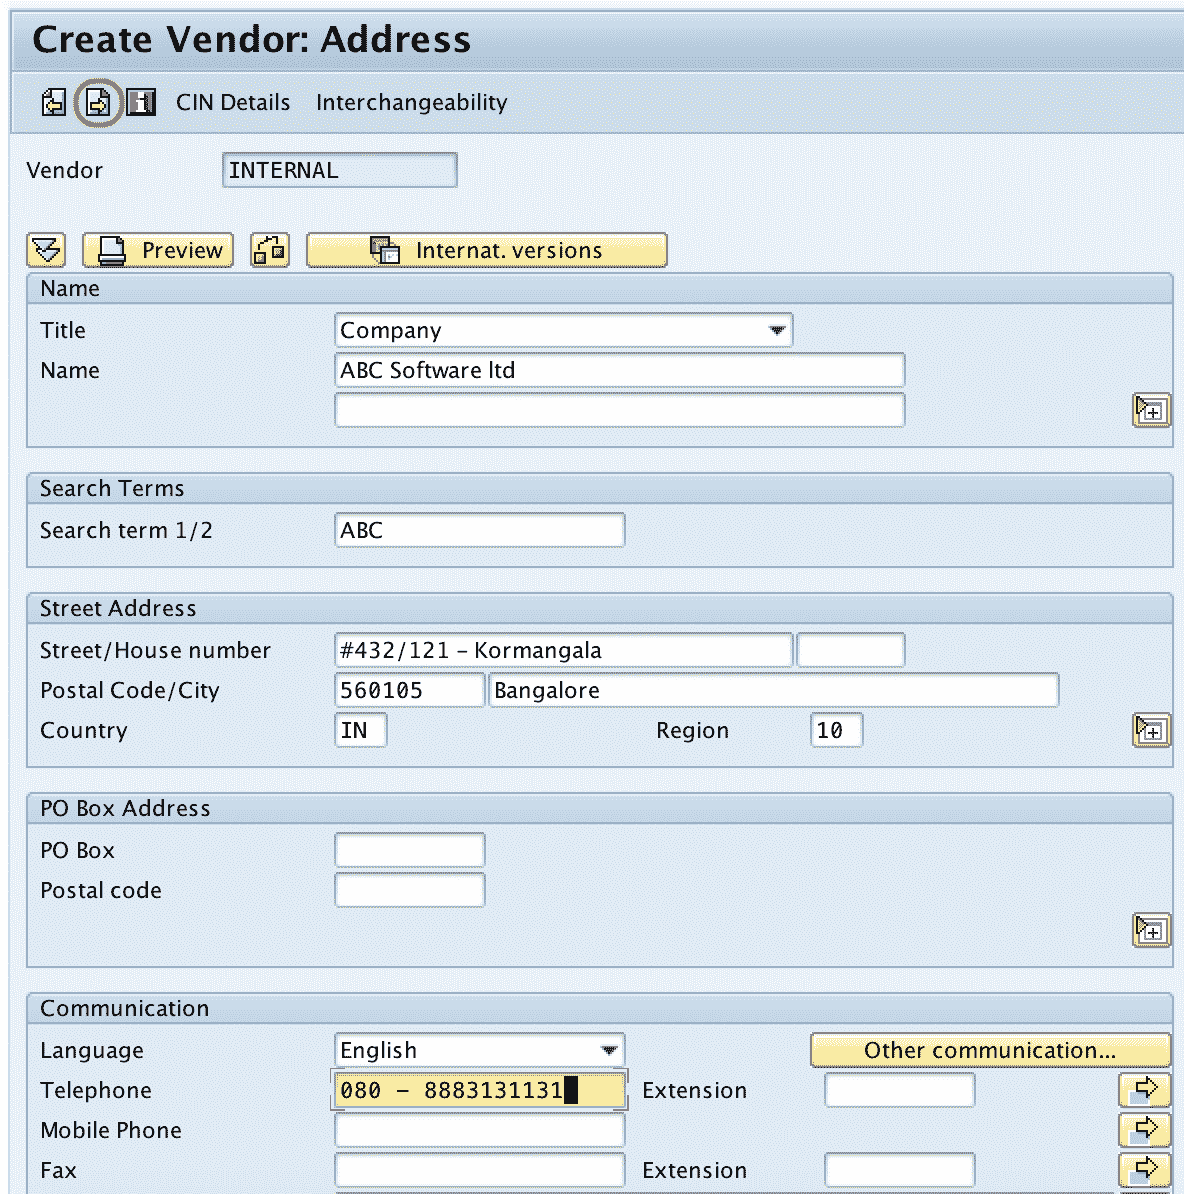 Create Vendor: Address
CIN Details Interchangeability
Vendor INTERNAL
Preview Internat. versions
Name
Title Company
Name ABC Software ltd
Search Terms
Search term 1/2 ABC
Street Address
Street/House number #432/121 – Kormangala
Postal Code/City 560105 Bangalore
Country IN Region 10
PO Box Address
PO Box
Postal code
Communication
Language English Other communication...
Telephone 080 – 8883131131 Extension
Mobile Phone
Fax Extension